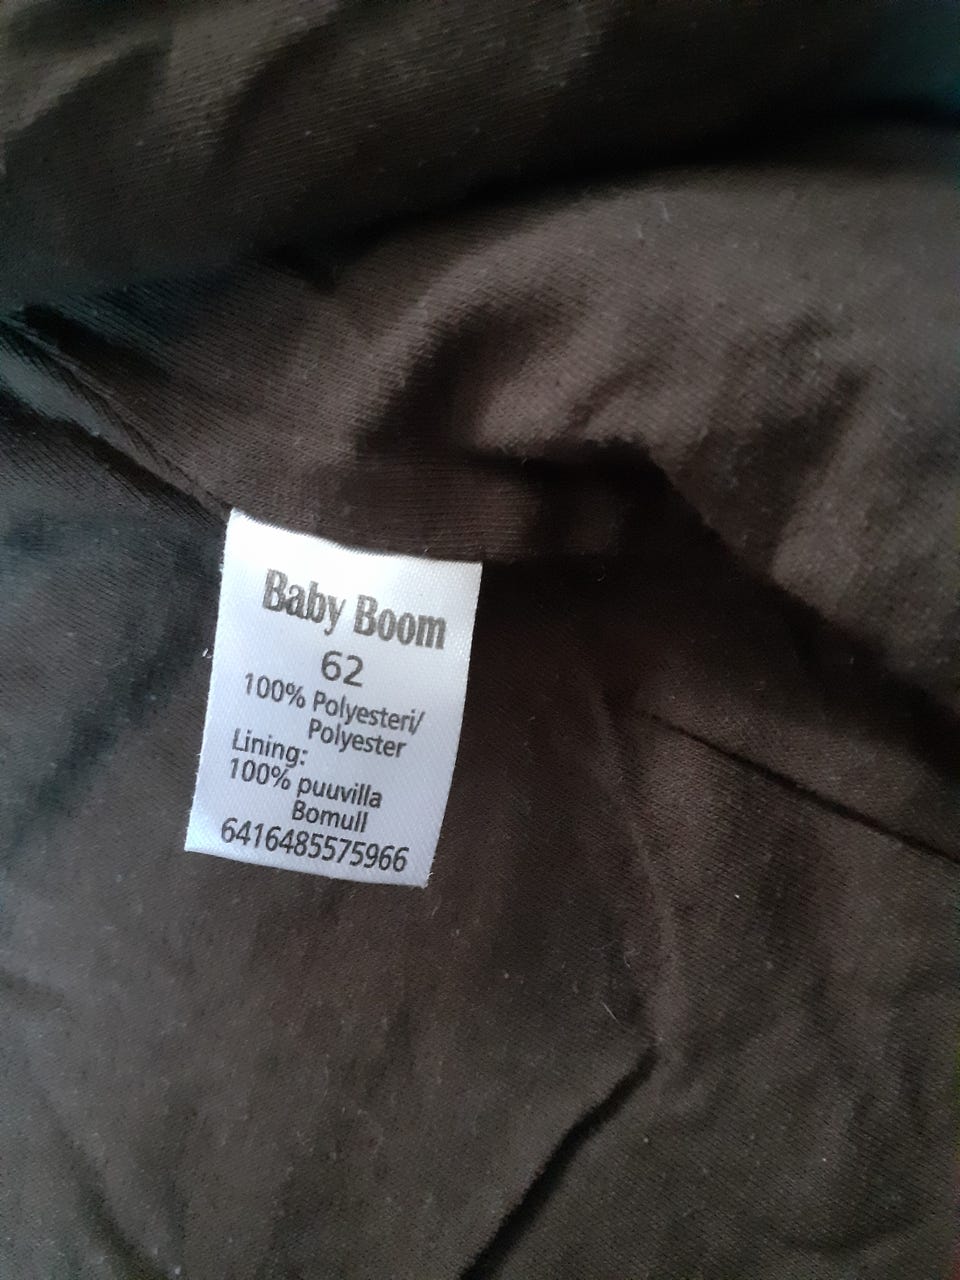 Baby Boom
62
100% Polyesteri/
Polyester
Lining:
100% puuvilla
Bomull
6416485575966